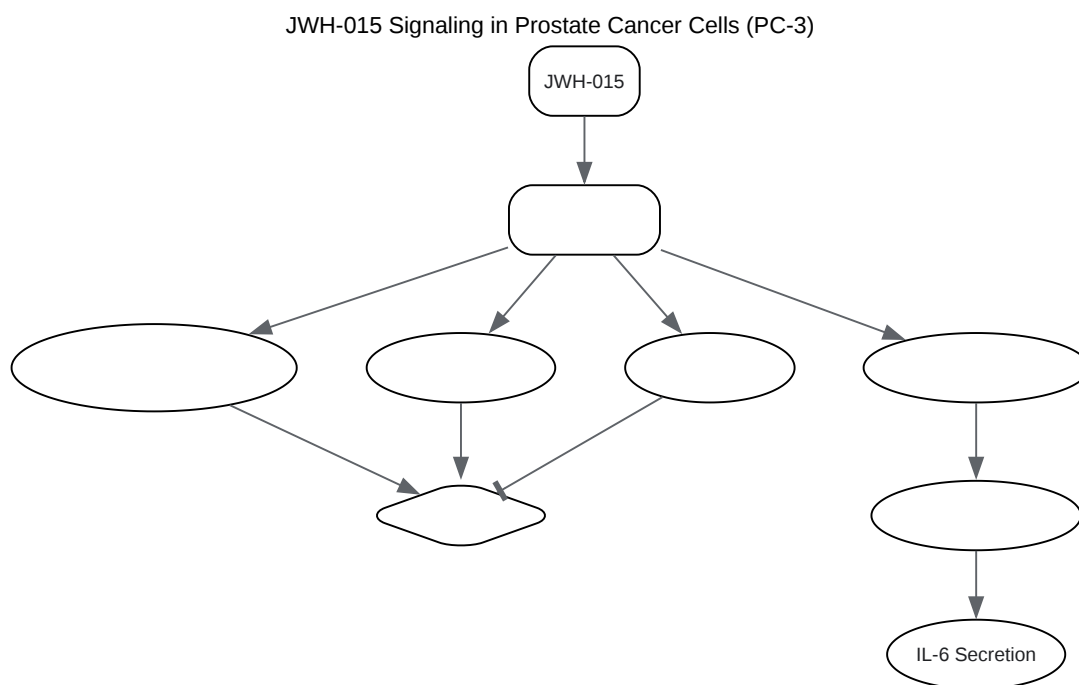 JWH-015 Signaling in Prostate Cancer Cells (PC-3)
JWH-015
IL-6 Secretion